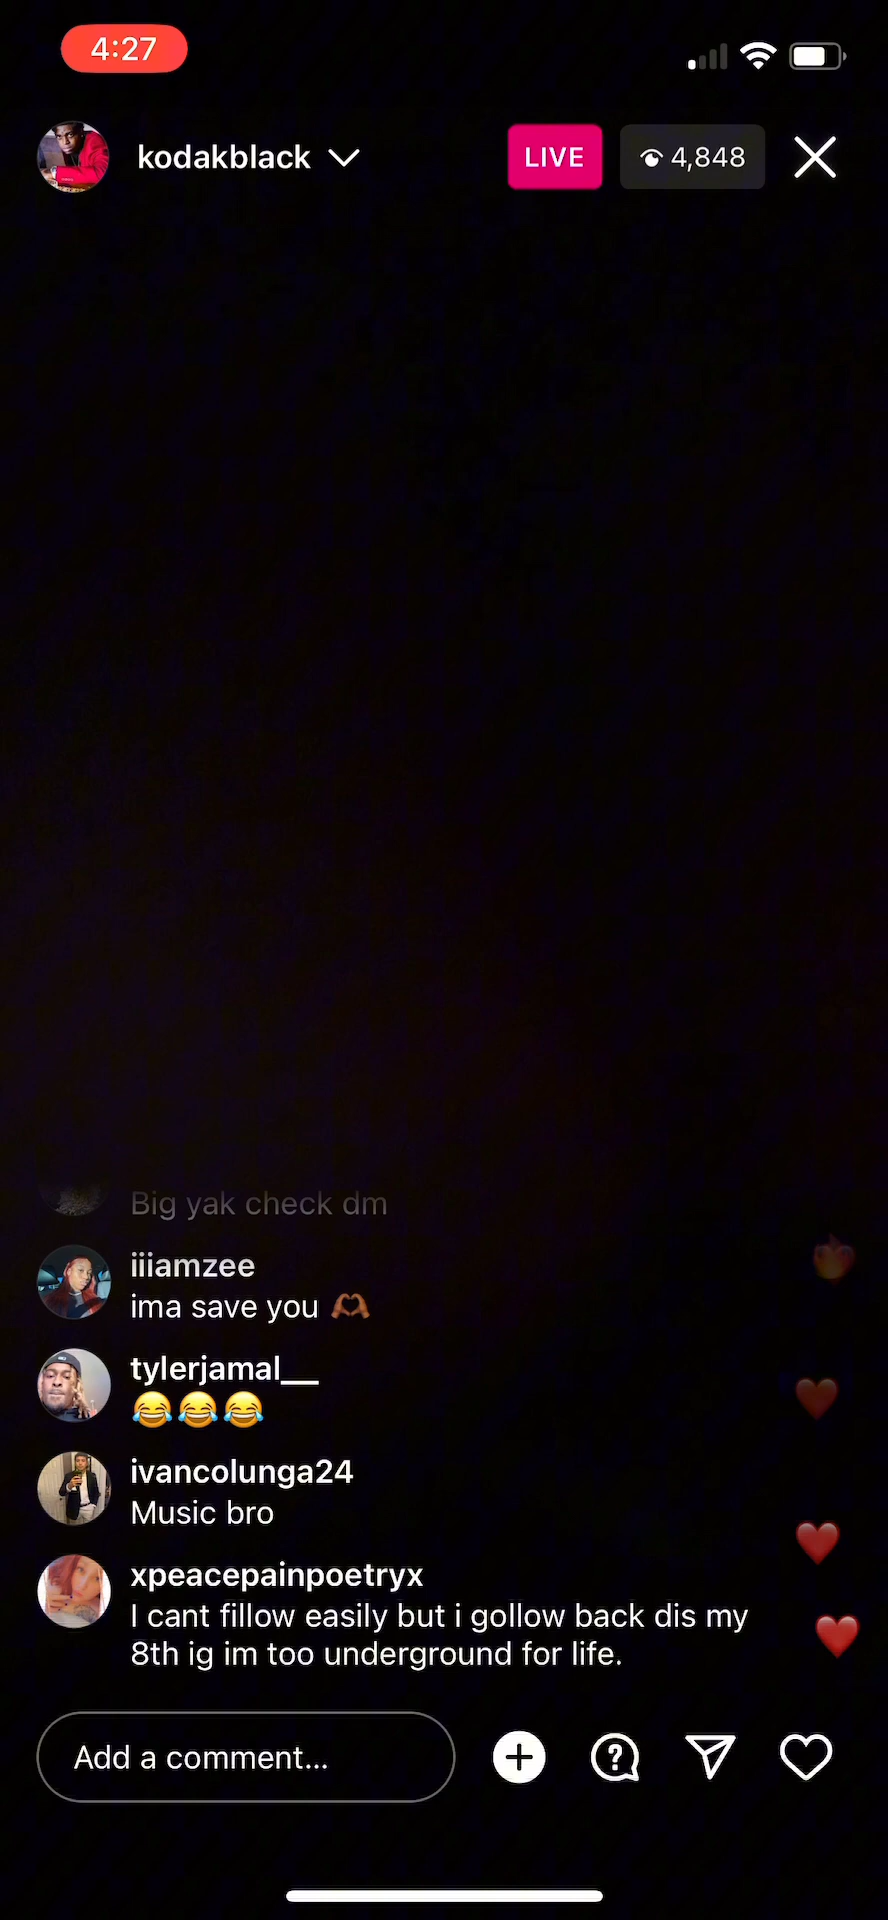 4:27
kodakblack
LIVE
4,848
Big yak check dm
iiiamzee
ima save you 🫶🏾
tylerjamal__
😂😂😂
ivancolunga24
Music bro
xpeacepainpoetryx
I cant fillow easily but i gollow back dis my
8th ig im too underground for life.
Add a comment...